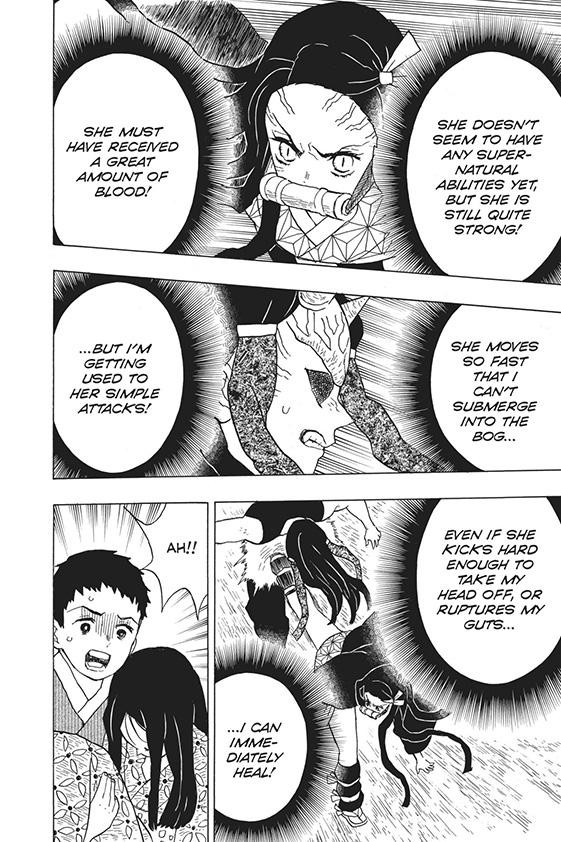 SHE DOESN'T
SEEM TO HAVE
ANY SUPER-
NATURAL
ABILITIES YET,
BUT SHE IS
STILL QUITE
STRONG!
SHE MUST
HAVE RECEIVED
A GREAT
AMOUNT OF
BLOOD!
SHE MOVES
SO FAST
THAT I
CAN'T
SUBMERGE
INTO THE
BOG...
...BUT I'M
GETTING
USED TO
HER SIMPLE
ATTACKS!
EVEN IF SHE
KICKS HARD
ENOUGH TO
TAKE MY
HEAD OFF, OR
RUPTURES MY
GUTS...
...I CAN
IMME-
DIATELY
HEAL!
AH!!